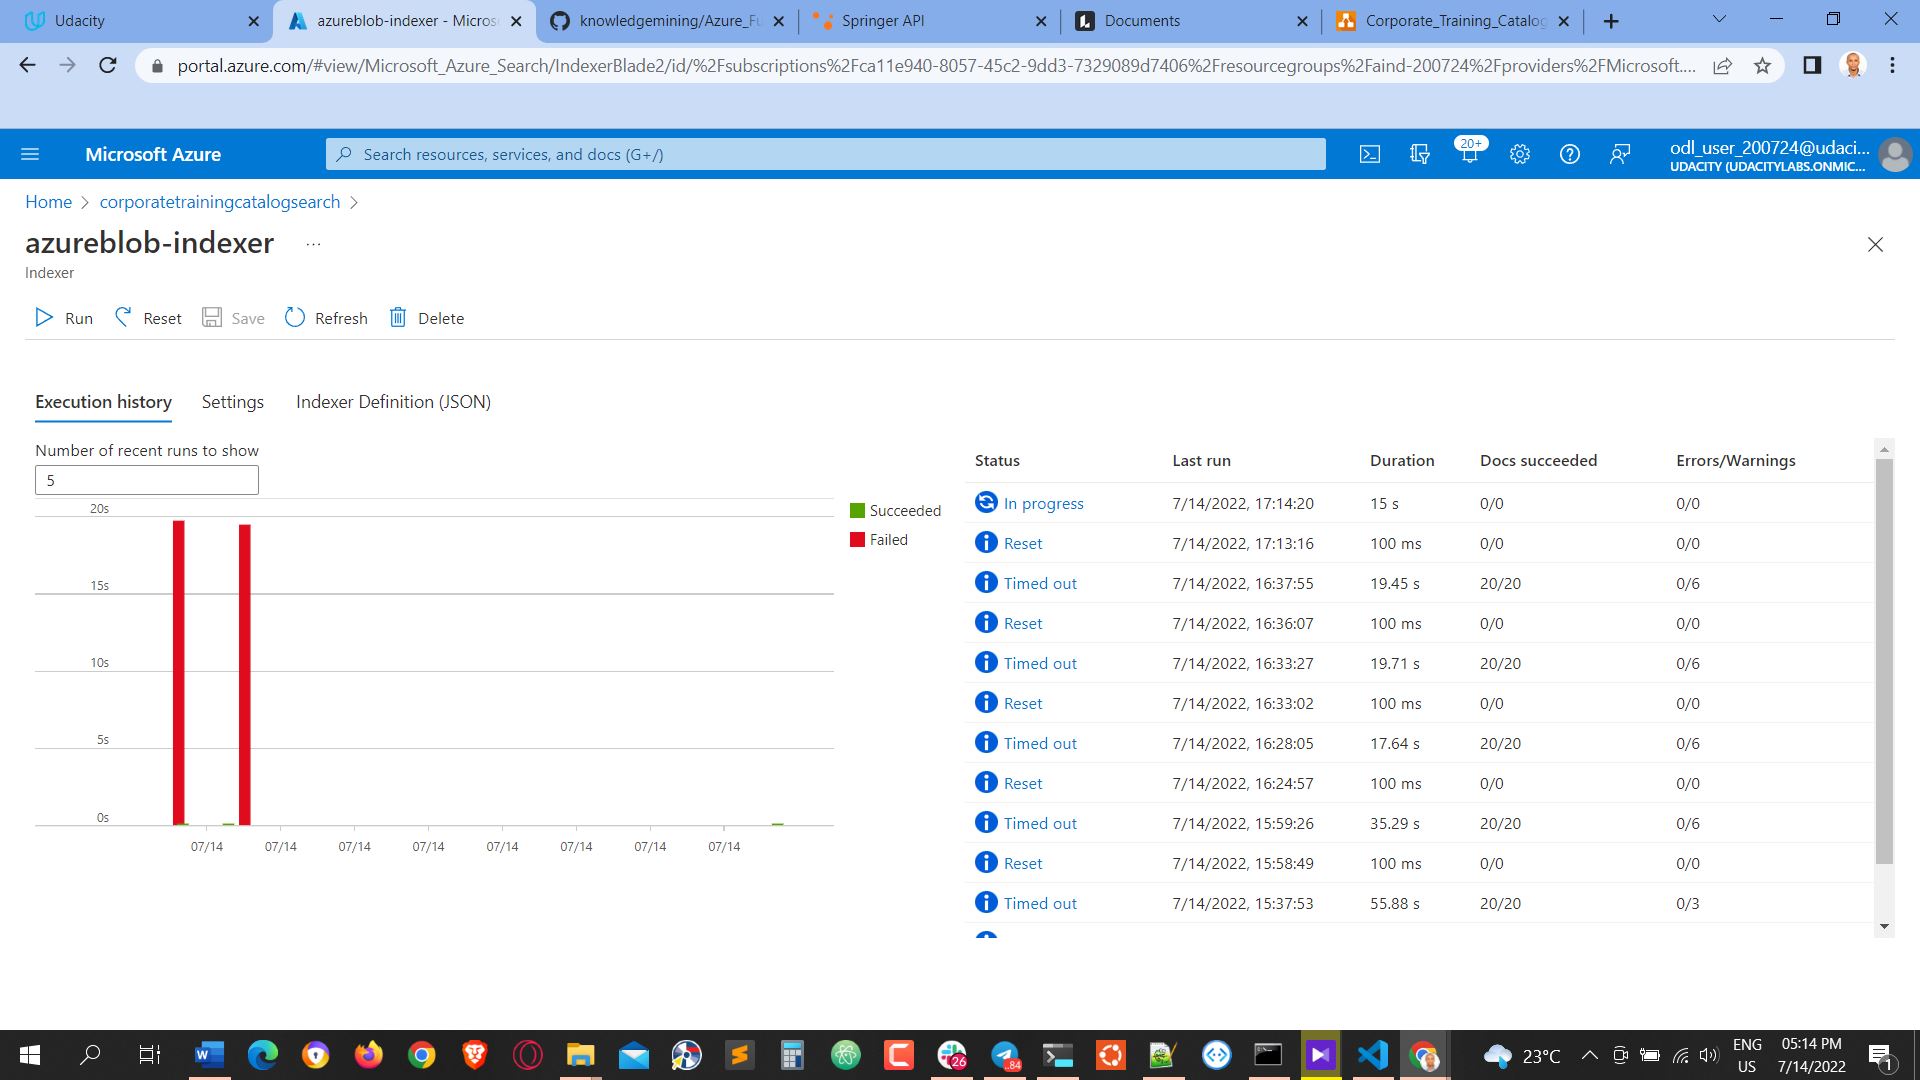 Udacity
azureblob-indexer - Micros
knowledgemining/Azure_Fu
Springer API
Documents
Corporate_Training_Catalog
portal.azure.com/#view/Microsoft_Azure_Search/IndexerBlade2/id/%2Fsubscriptions%2Fca11e940-8057-45c2-9dd3-7329089d7406%2Fresourcegroups%2Faind-200724%2Fproviders%2FMicrosoft....
Microsoft Azure
Search resources, services, and docs (G+/)
20+
odl_user_200724@udaci...
UDACITY (UDACITYLABS.ONMIC...
Home > corporatetrainingcatalogsearch >
azureblob-indexer ...
Indexer
Run Reset Save Refresh Delete
Execution history Settings Indexer Definition (JSON)
Number of recent runs to show
5
20s
15s
10s
5s
0s
07/14 07/14 07/14 07/14 07/14 07/14 07/14 07/14
Succeeded
Failed
Status Last run Duration Docs succeeded Errors/Warnings
In progress 7/14/2022, 17:14:20 15 s 0/0 0/0
Reset 7/14/2022, 17:13:16 100 ms 0/0 0/0
Timed out 7/14/2022, 16:37:55 19.45 s 20/20 0/6
Reset 7/14/2022, 16:36:07 100 ms 0/0 0/0
Timed out 7/14/2022, 16:33:27 19.71 s 20/20 0/6
Reset 7/14/2022, 16:33:02 100 ms 0/0 0/0
Timed out 7/14/2022, 16:28:05 17.64 s 20/20 0/6
Reset 7/14/2022, 16:24:57 100 ms 0/0 0/0
Timed out 7/14/2022, 15:59:26 35.29 s 20/20 0/6
Reset 7/14/2022, 15:58:49 100 ms 0/0 0/0
Timed out 7/14/2022, 15:37:53 55.88 s 20/20 0/3
26
84
23°C
ENG
US
05:14 PM
7/14/2022
1